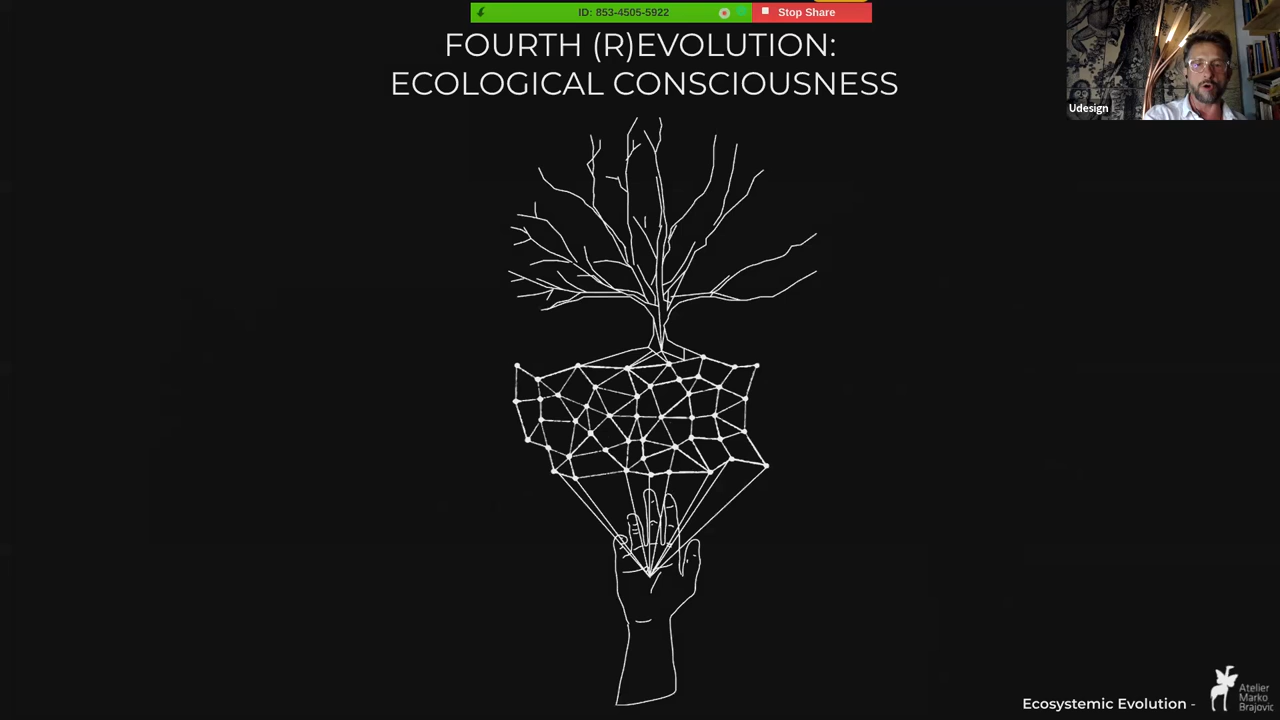 ID: 853-4505-5922
Stop Share
FOURTH (R)EVOLUTION:
ECOLOGICAL CONSCIOUSNESS
Udesign
Ecosystemic Evolution -
Atelier
Marko
Brajovic